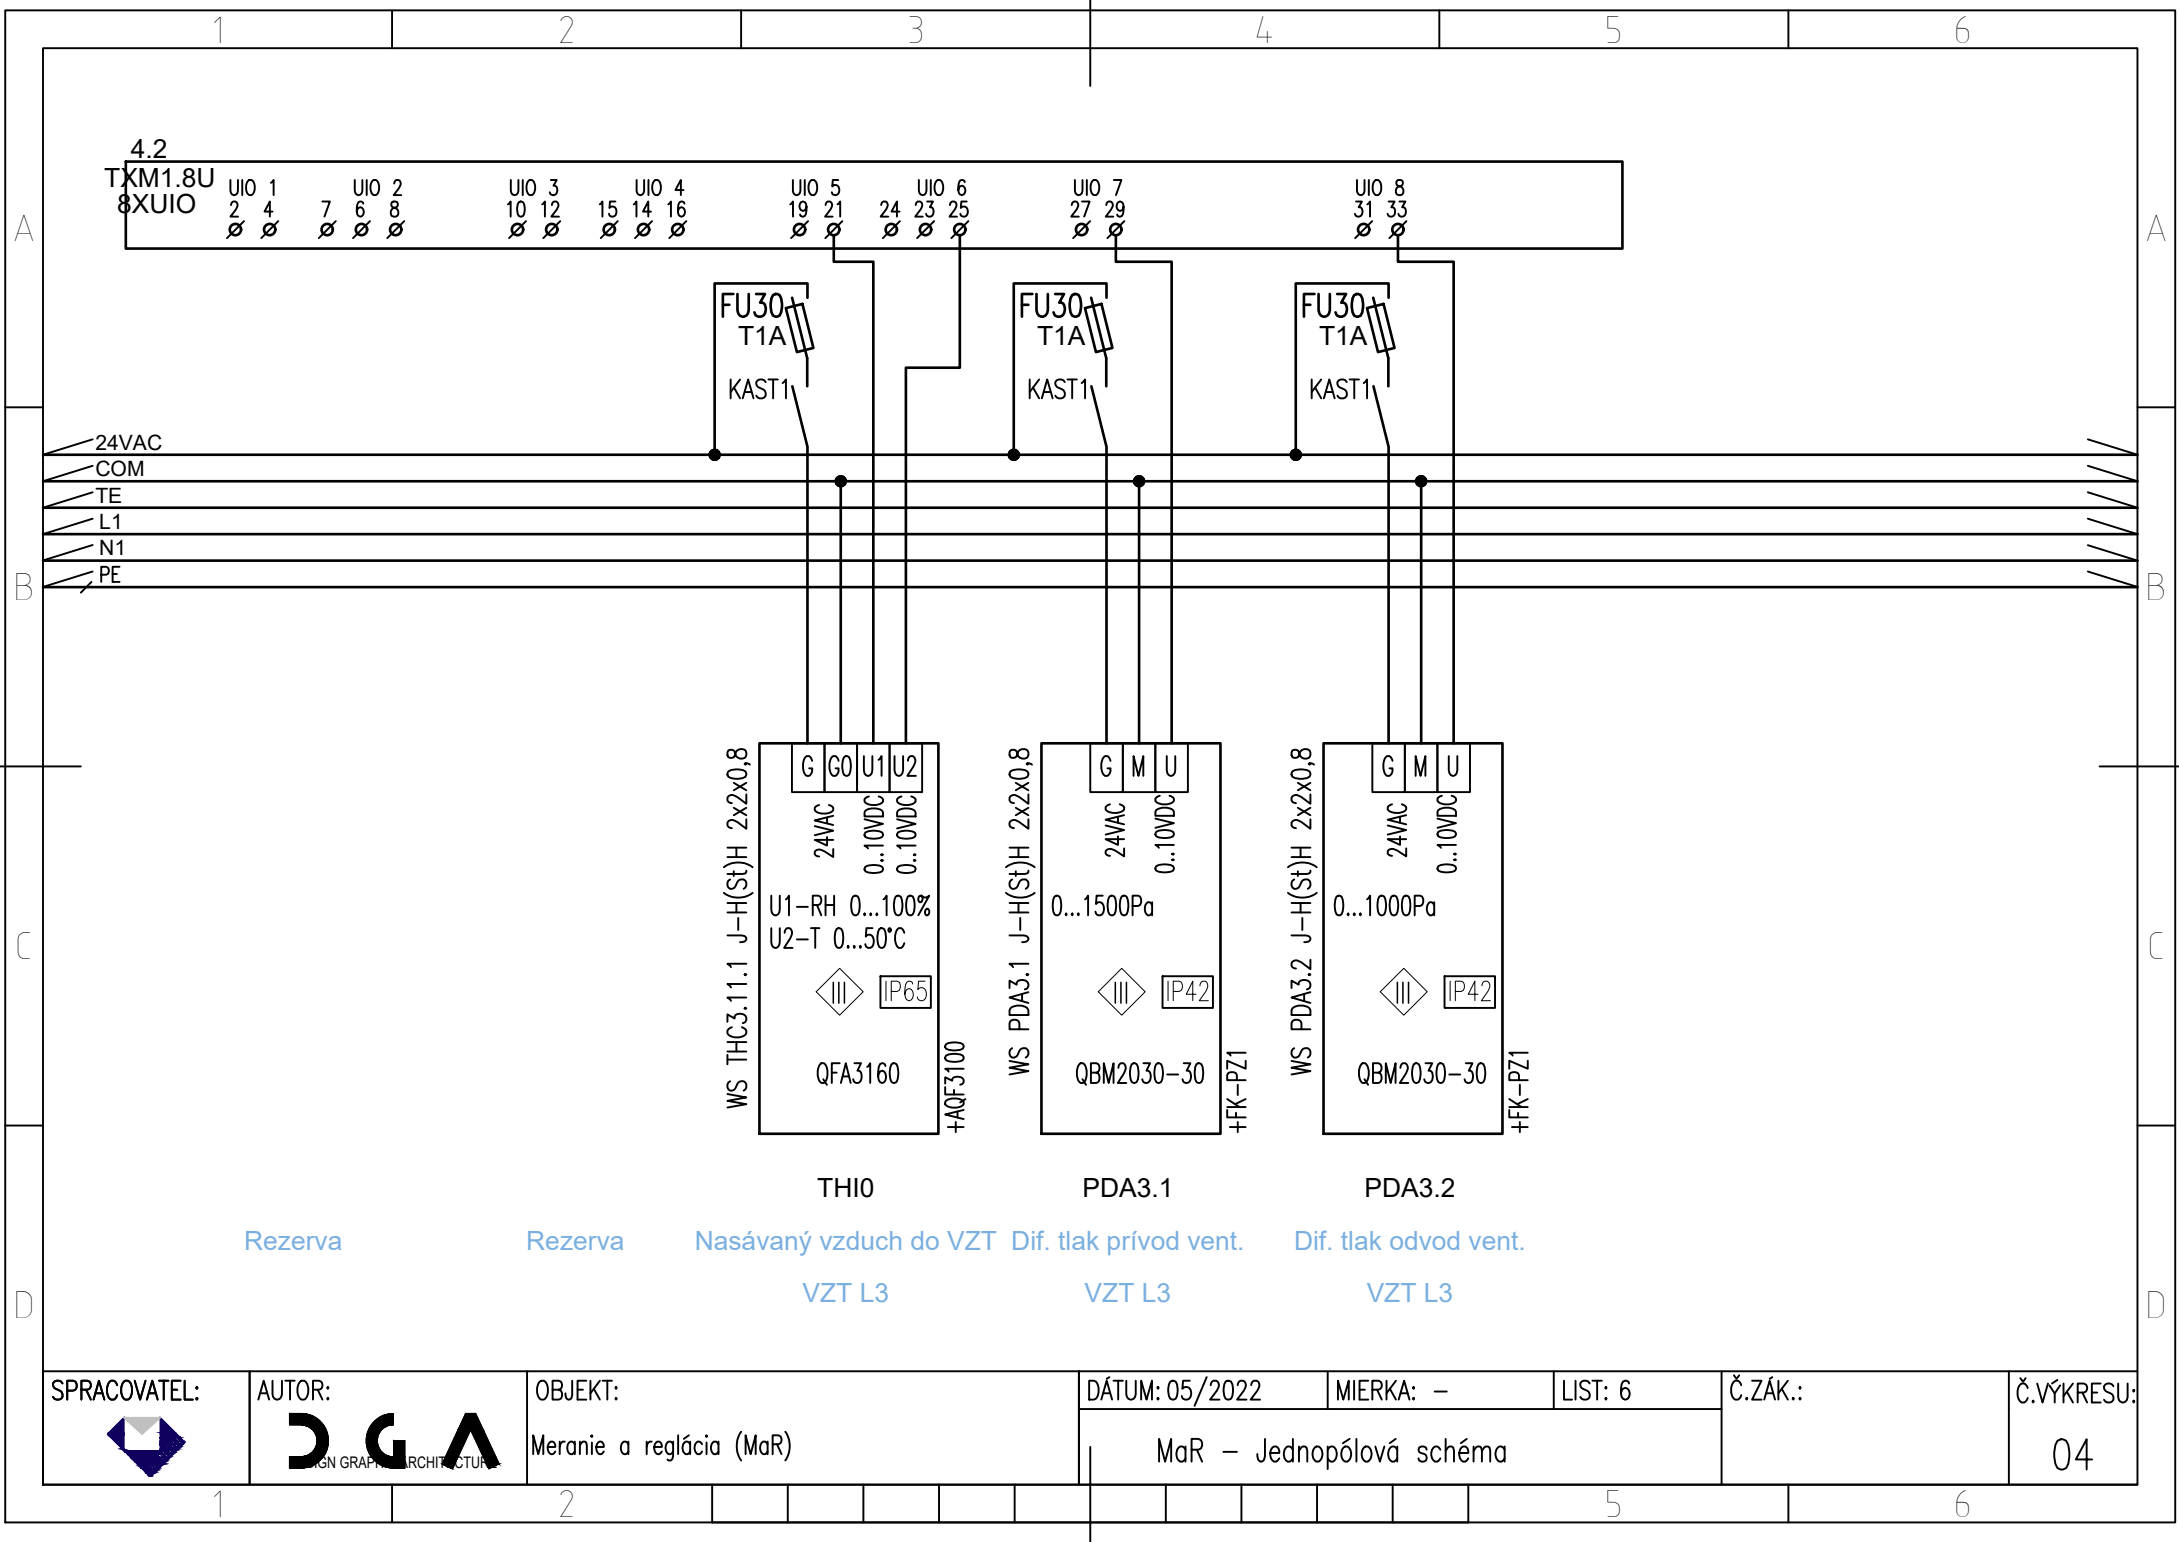 1 2 3 4 5 6
4.2
TXM1.8U
8XUIO
UIO 1 UIO 2 UIO 3 UIO 4 UIO 5 UIO 6 UIO 7 UIO 8
2 4 7 6 8 10 12 15 14 16 19 21 24 23 25 27 29 31 33
A A
FU30 FU30 FU30
T1A T1A T1A
KAST1 KAST1 KAST1
24VAC
COM
TE
L1
N1
PE
B B
WS THC3.11.1 J-H(St)H 2x2x0,8
G G0 U1 U2
24VAC 0..10VDC 0..10VDC
U1-RH 0...100%
U2-T 0...50°C
III IP65
QFA3160
+AQF3100
WS PDA3.1 J-H(St)H 2x2x0,8
G M U
24VAC 0..10VDC
0...1500Pa
III IP42
QBM2030-30
+FK-PZ1
WS PDA3.2 J-H(St)H 2x2x0,8
G M U
24VAC 0..10VDC
0...1000Pa
III IP42
QBM2030-30
+FK-PZ1
C C
THI0 PDA3.1 PDA3.2
Rezerva Rezerva Nasávaný vzduch do VZT Dif. tlak prívod vent. Dif. tlak odvod vent.
VZT L3 VZT L3 VZT L3
D D
SPRACOVATEL: AUTOR: OBJEKT: DÁTUM: 05/2022 MIERKA: - LIST: 6 Č.ZÁK.: Č.VÝKRESU:
DGA
Meranie a reglácia (MaR)
MaR - Jednopólová schéma
04
1 2 5 6